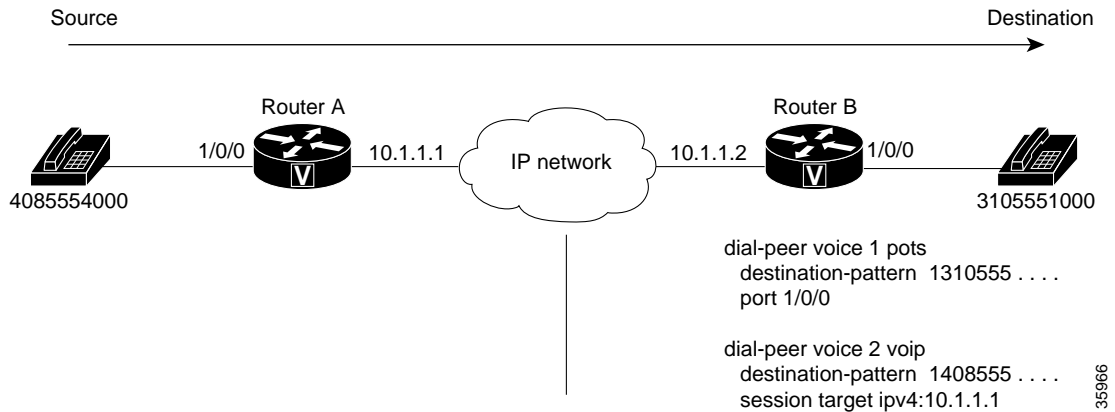 Source
Destination
Router A
Router B
1/0/0
10.1.1.1
IP network
10.1.1.2
1/0/0
V
V
4085554000
3105551000
dial-peer voice 1 pots
destination-pattern 1310555 . . . .
port 1/0/0
dial-peer voice 2 voip
destination-pattern 1408555 . . . .
session target ipv4:10.1.1.1
35966